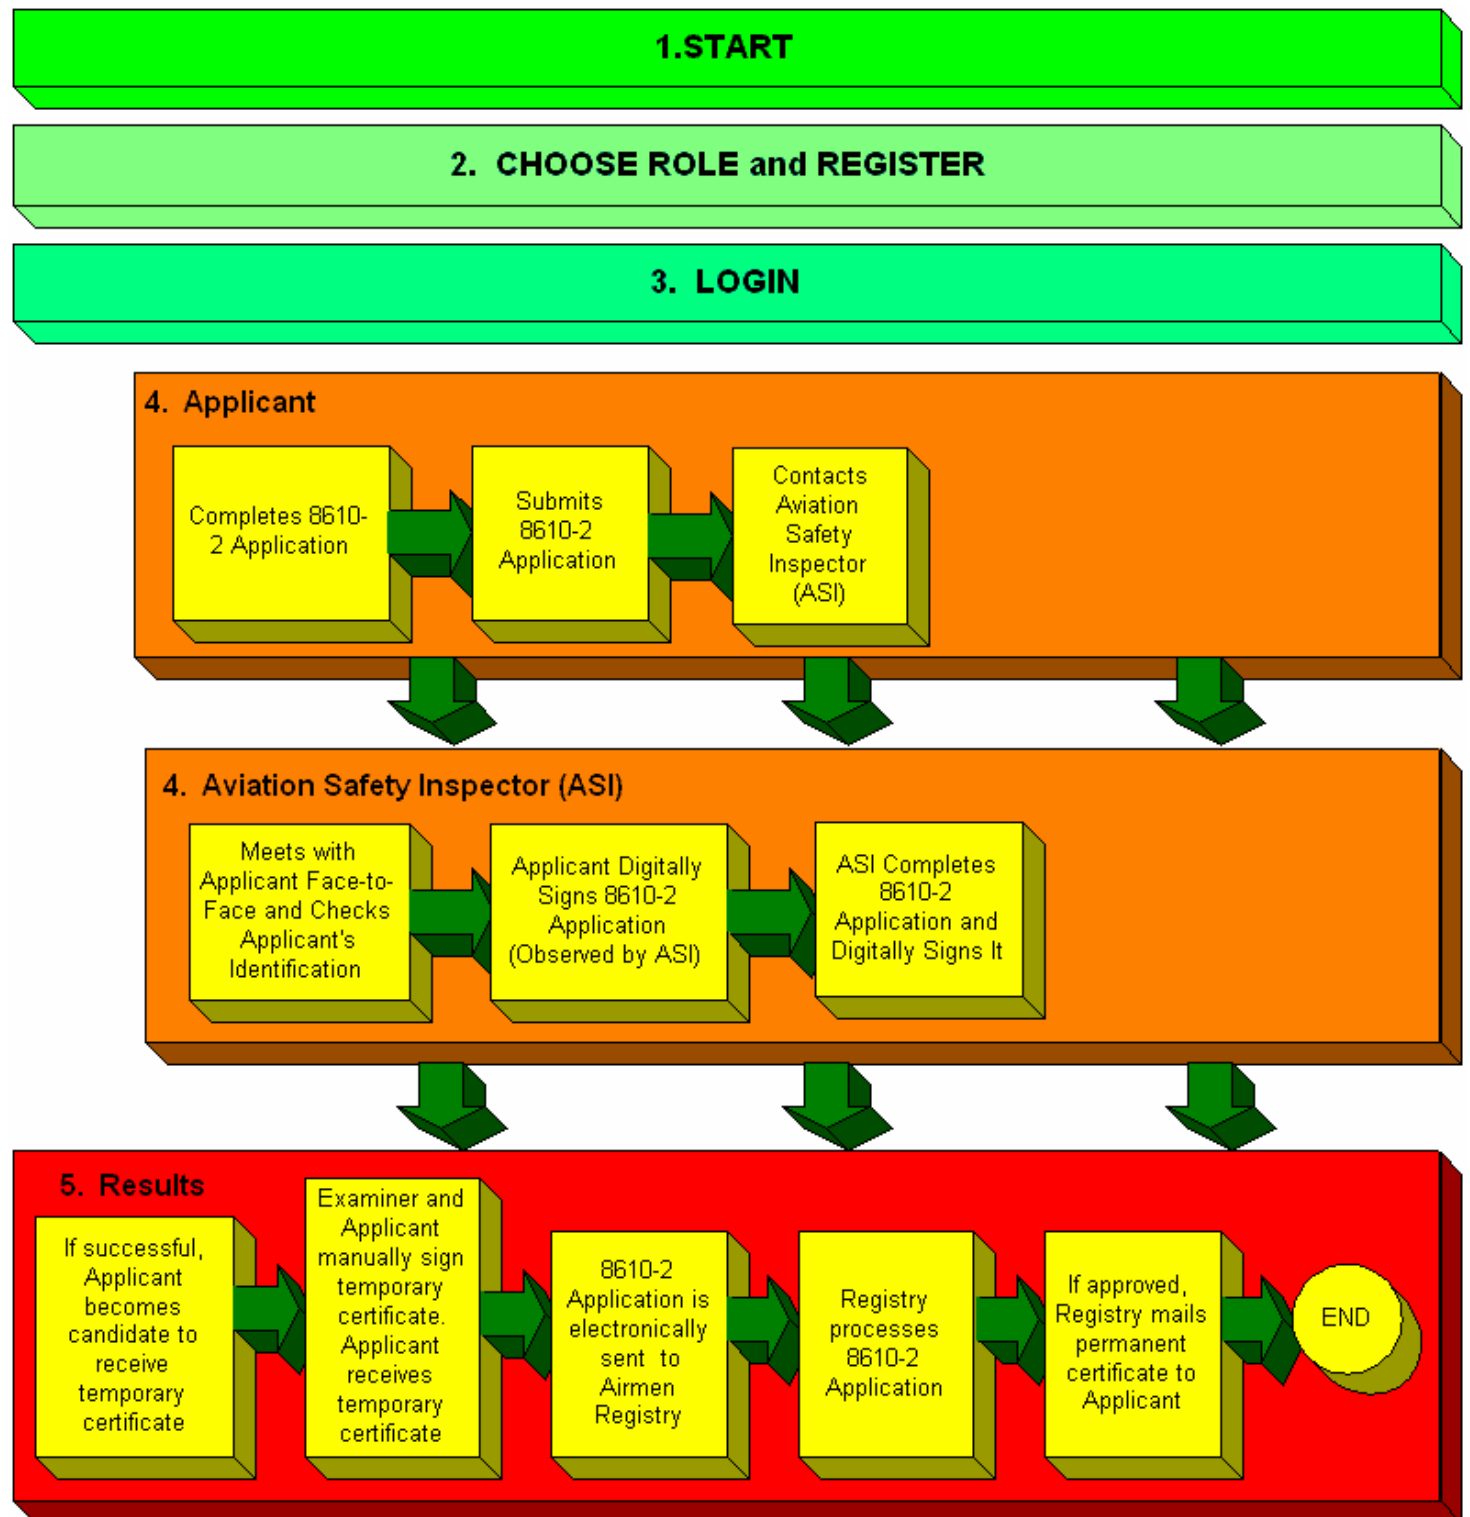 1.START
2. CHOOSE ROLE and REGISTER
3. LOGIN
4. Applicant
Completes 8610-
2 Application
Submits
8610-2
Application
Contacts
Aviation
Safety
Inspector
(ASI)
4. Aviation Safety Inspector (ASI)
Meets with
Applicant Face-to-
Face and Checks
Applicant's
Identification
Applicant Digitally
Signs 8610-2
Application
(Observed by ASI)
ASI Completes
8610-2
Application and
Digitally Signs It
5. Results
If successful,
Applicant
becomes
candidate to
receive
temporary
certificate
Examiner and
Applicant
manually sign
temporary
certificate.
Applicant
receives
temporary
certificate
8610-2
Application is
electronically
sent to
Airmen
Registry
Registry
processes
8610-2
Application
If approved,
Registry mails
permanent
certificate to
Applicant
END